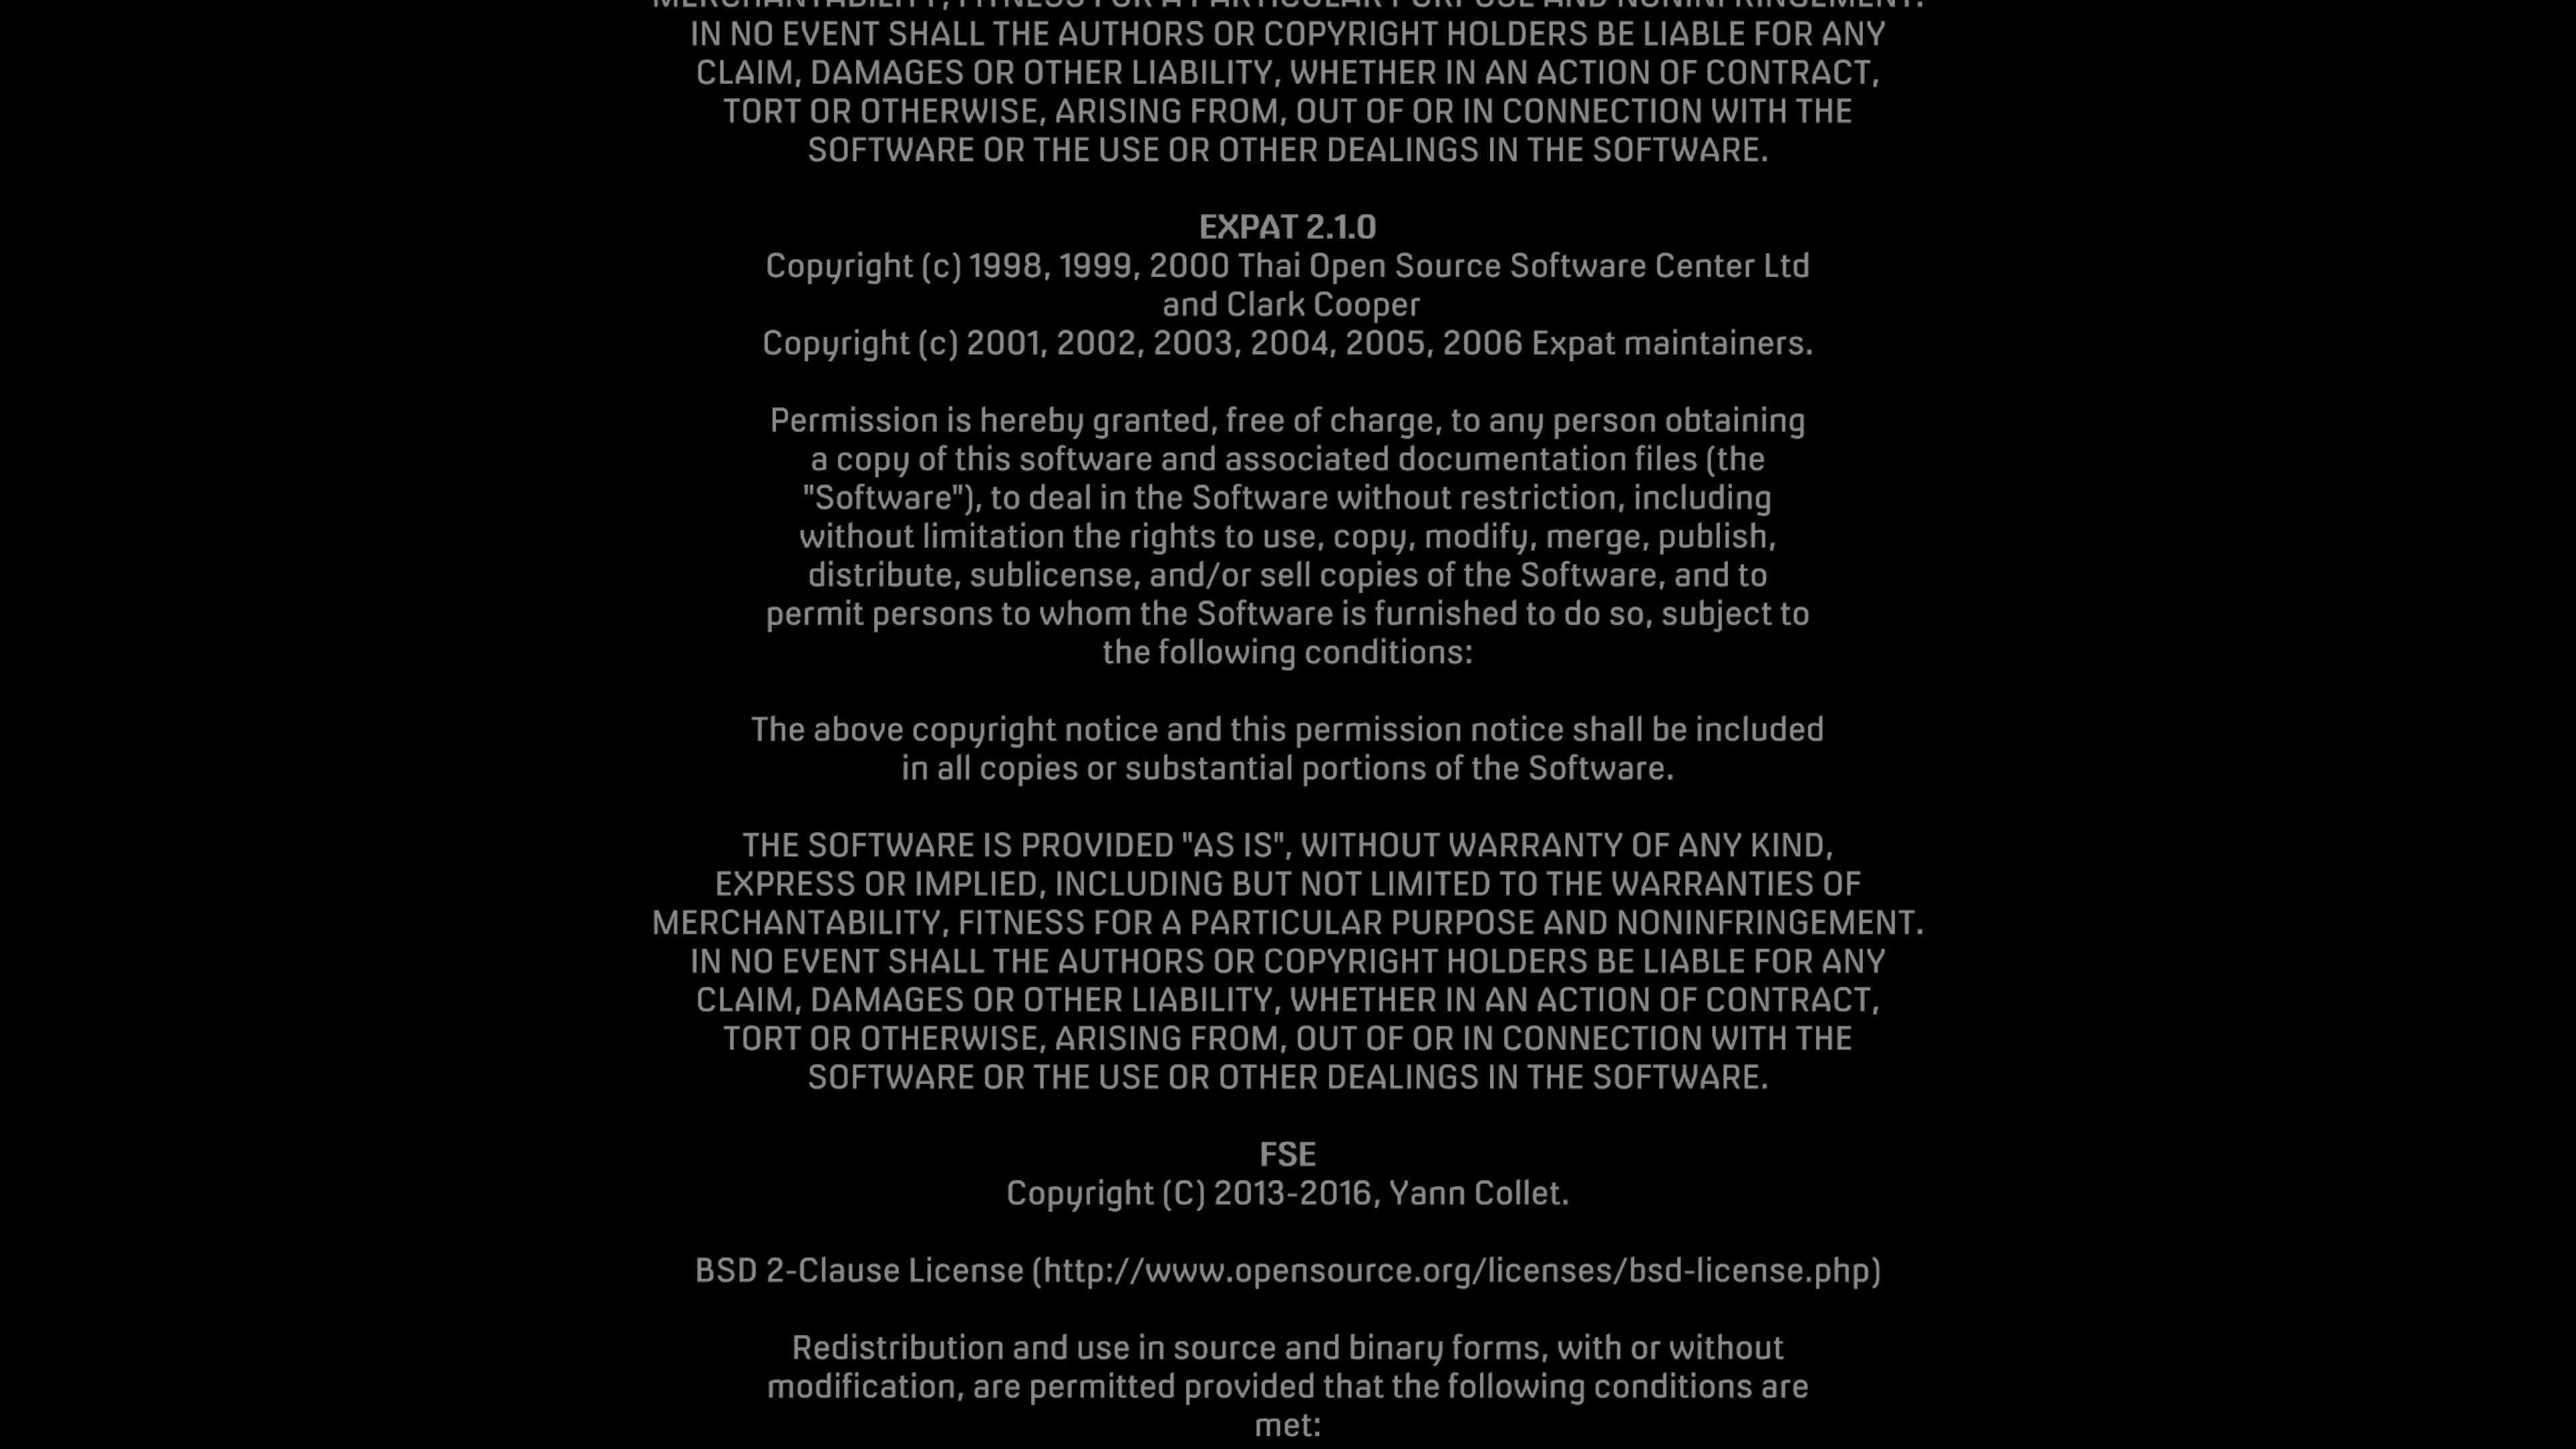 MERCHANTABILITY, FITNESS FOR A PARTICULAR PURPOSE AND NONINFRINGEMENT.
IN NO EVENT SHALL THE AUTHORS OR COPYRIGHT HOLDERS BE LIABLE FOR ANY
CLAIM, DAMAGES OR OTHER LIABILITY, WHETHER IN AN ACTION OF CONTRACT,
TORT OR OTHERWISE, ARISING FROM, OUT OF OR IN CONNECTION WITH THE
SOFTWARE OR THE USE OR OTHER DEALINGS IN THE SOFTWARE.
EXPAT 2.1.0
Copyright (c) 1998, 1999, 2000 Thai Open Source Software Center Ltd
and Clark Cooper
Copyright (c) 2001, 2002, 2003, 2004, 2005, 2006 Expat maintainers.
Permission is hereby granted, free of charge, to any person obtaining
a copy of this software and associated documentation files (the
"Software"), to deal in the Software without restriction, including
without limitation the rights to use, copy, modify, merge, publish,
distribute, sublicense, and/or sell copies of the Software, and to
permit persons to whom the Software is furnished to do so, subject to
the following conditions:
The above copyright notice and this permission notice shall be included
in all copies or substantial portions of the Software.
THE SOFTWARE IS PROVIDED "AS IS", WITHOUT WARRANTY OF ANY KIND,
EXPRESS OR IMPLIED, INCLUDING BUT NOT LIMITED TO THE WARRANTIES OF
MERCHANTABILITY, FITNESS FOR A PARTICULAR PURPOSE AND NONINFRINGEMENT.
IN NO EVENT SHALL THE AUTHORS OR COPYRIGHT HOLDERS BE LIABLE FOR ANY
CLAIM, DAMAGES OR OTHER LIABILITY, WHETHER IN AN ACTION OF CONTRACT,
TORT OR OTHERWISE, ARISING FROM, OUT OF OR IN CONNECTION WITH THE
SOFTWARE OR THE USE OR OTHER DEALINGS IN THE SOFTWARE.
FSE
Copyright (C) 2013-2016, Yann Collet.
BSD 2-Clause License (http://www.opensource.org/licenses/bsd-license.php)
Redistribution and use in source and binary forms, with or without
modification, are permitted provided that the following conditions are
met: